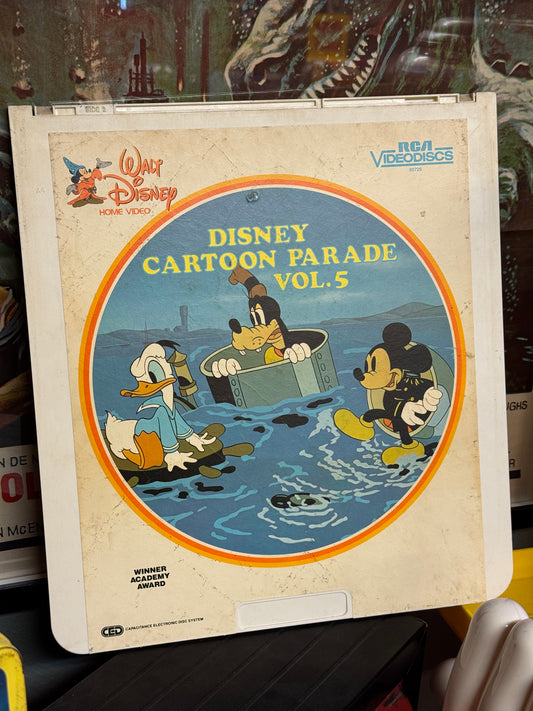 SIDE 2
WALT
DISNEY
HOME VIDEO
RCA
VIDEODISCS
DISNEY
CARTOON PARADE
VOL. 5
WINNER
ACADEMY
AWARD
CED CAPACITANCE ELECTRONIC DISC SYSTEM